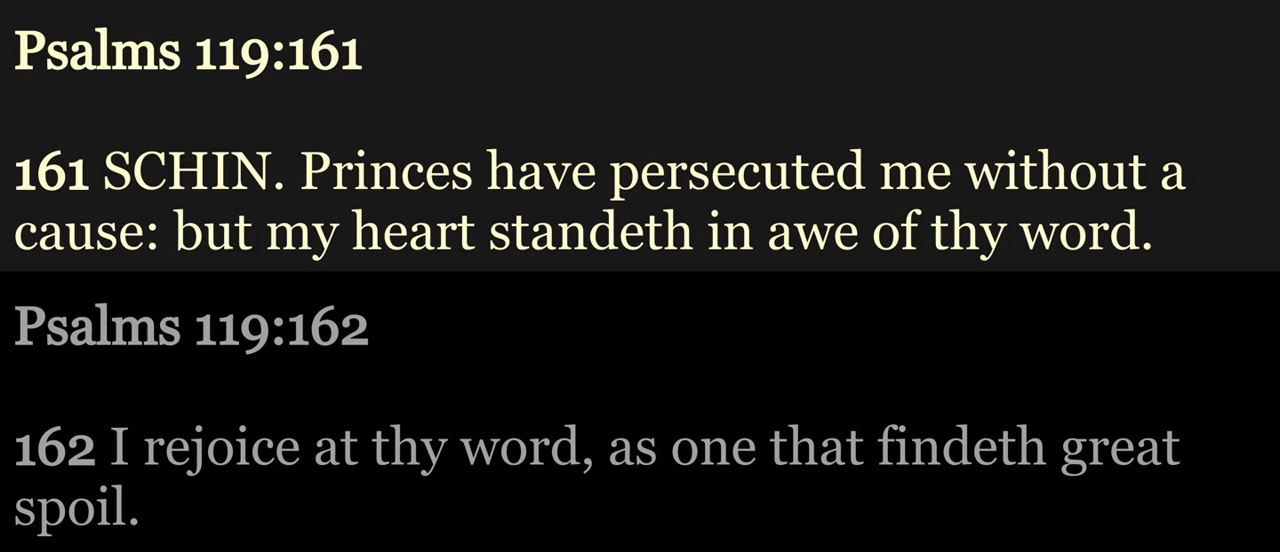 Psalms 119:161
161 SCHIN. Princes have persecuted me without a
cause: but my heart standeth in awe of thy word.
Psalms 119:162
162 I rejoice at thy word, as one that findeth great
spoil.